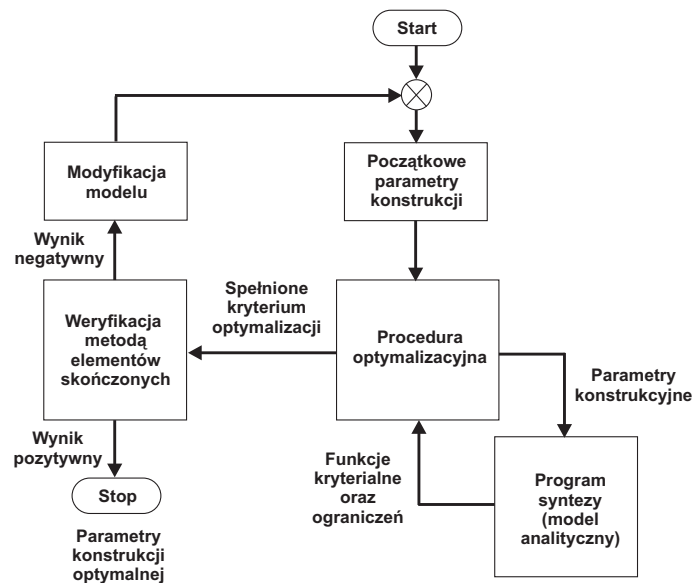 Start
Początkowe
parametry
konstrukcji
Modyfikacja
modelu
Wynik
negatywny
Spełnione
kryterium
optymalizacji
Weryfikacja
metodą
elementów
skończonych
Procedura
optymalizacyjna
Parametry
konstrukcyjne
Wynik
pozytywny
Funkcje
kryterialne
oraz
ograniczeń
Program
syntezy
(model
analityczny)
Stop
Parametry
konstrukcji
optymalnej